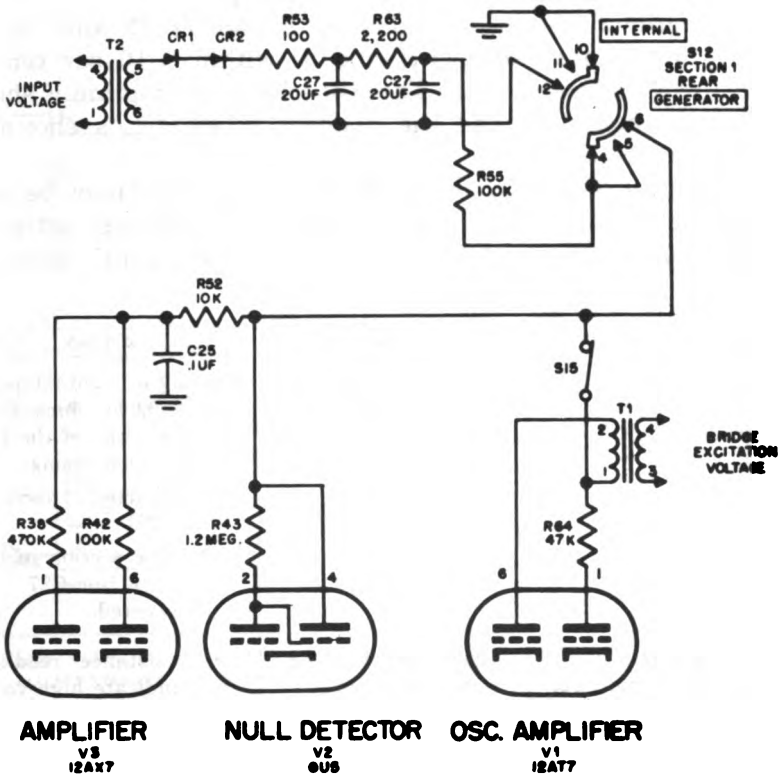 R53
100
R63
2,200
T2
CR1
CR2
INTERNAL
10
11
12
S12
SECTION 1
REAR
GENERATOR
4
5
INPUT
VOLTAGE
1
6
C27
20UF
C27
20UF
6
5
4
R55
100K
R52
10K
C25
.1UF
S15
T1
2
4
1
3
BRIDGE
EXCITATION
VOLTAGE
R38
470K
R42
100K
R43
1.2MEG.
R64
47K
1
6
2
4
6
1
AMPLIFIER
V3
12AX7
NULL DETECTOR
V2
6U5
OSC. AMPLIFIER
V1
12AT7